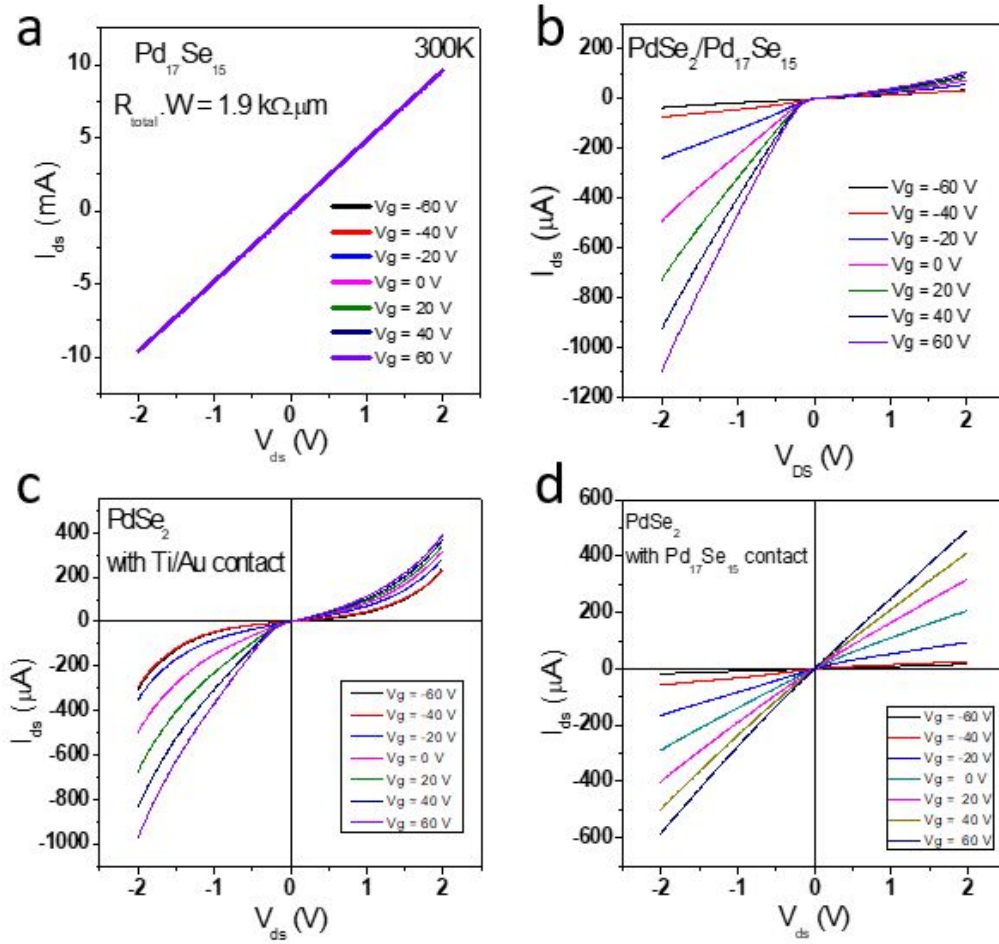 a
Pd17Se15
300K
Rtotal.W = 1.9 kΩ.μm
Ids (mA)
10
5
0
-5
-10
Vg = -60 V
Vg = -40 V
Vg = -20 V
Vg = 0 V
Vg = 20 V
Vg = 40 V
Vg = 60 V
-2 -1 0 1 2
Vds (V)
b
PdSe2/Pd17Se15
Ids (μA)
200
0
-200
-400
-600
-800
-1000
-1200
Vg = -60 V
Vg = -40 V
Vg = -20 V
Vg = 0 V
Vg = 20 V
Vg = 40 V
Vg = 60 V
-2 -1 0 1 2
VDS (V)
c
PdSe2
with Ti/Au contact
Ids (μA)
400
200
0
-200
-400
-600
-800
-1000
Vg = -60 V
Vg = -40 V
Vg = -20 V
Vg = 0 V
Vg = 20 V
Vg = 40 V
Vg = 60 V
-2 -1 0 1 2
Vds (V)
d
PdSe2
with Pd17Se15 contact
Ids (μA)
600
400
200
0
-200
-400
-600
Vg = -60 V
Vg = -40 V
Vg = -20 V
Vg = 0 V
Vg = 20 V
Vg = 40 V
Vg = 60 V
-2 -1 0 1 2
Vds (V)